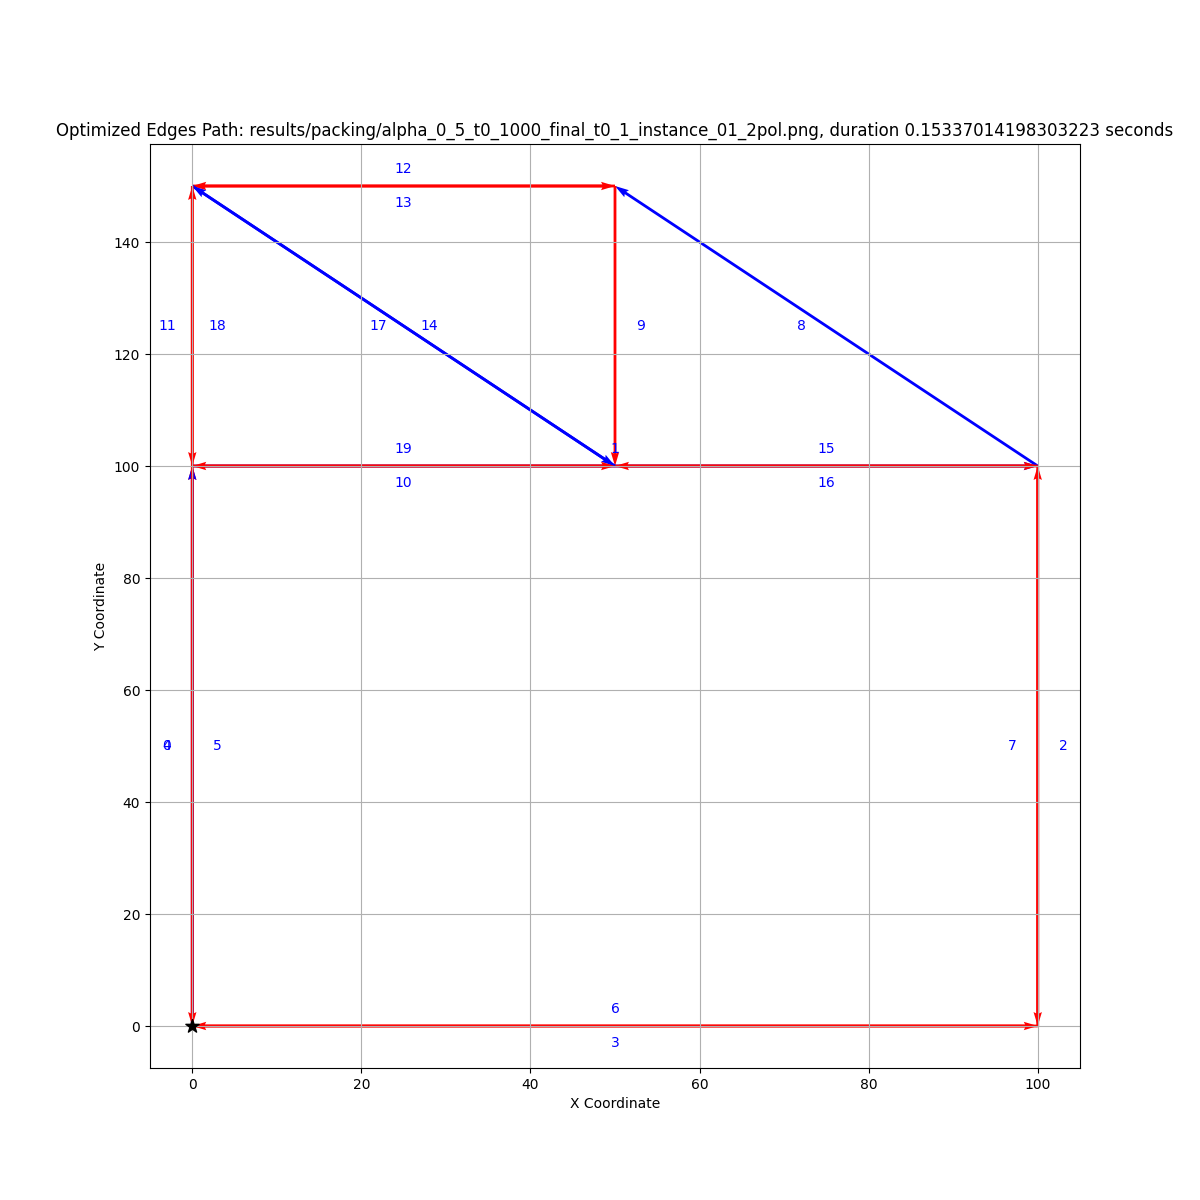 Optimized Edges Path: results/packing/alpha_0_5_t0_1000_final_t0_1_instance_01_2pol.png, duration 0.15337014198303223 seconds
12
13
140
11 18 17 14 9 8
120
19 1 15
100
10 16
80
Y Coordinate
60
5 7 2
40
20
6
0
3
0 20 40 60 80 100
X Coordinate